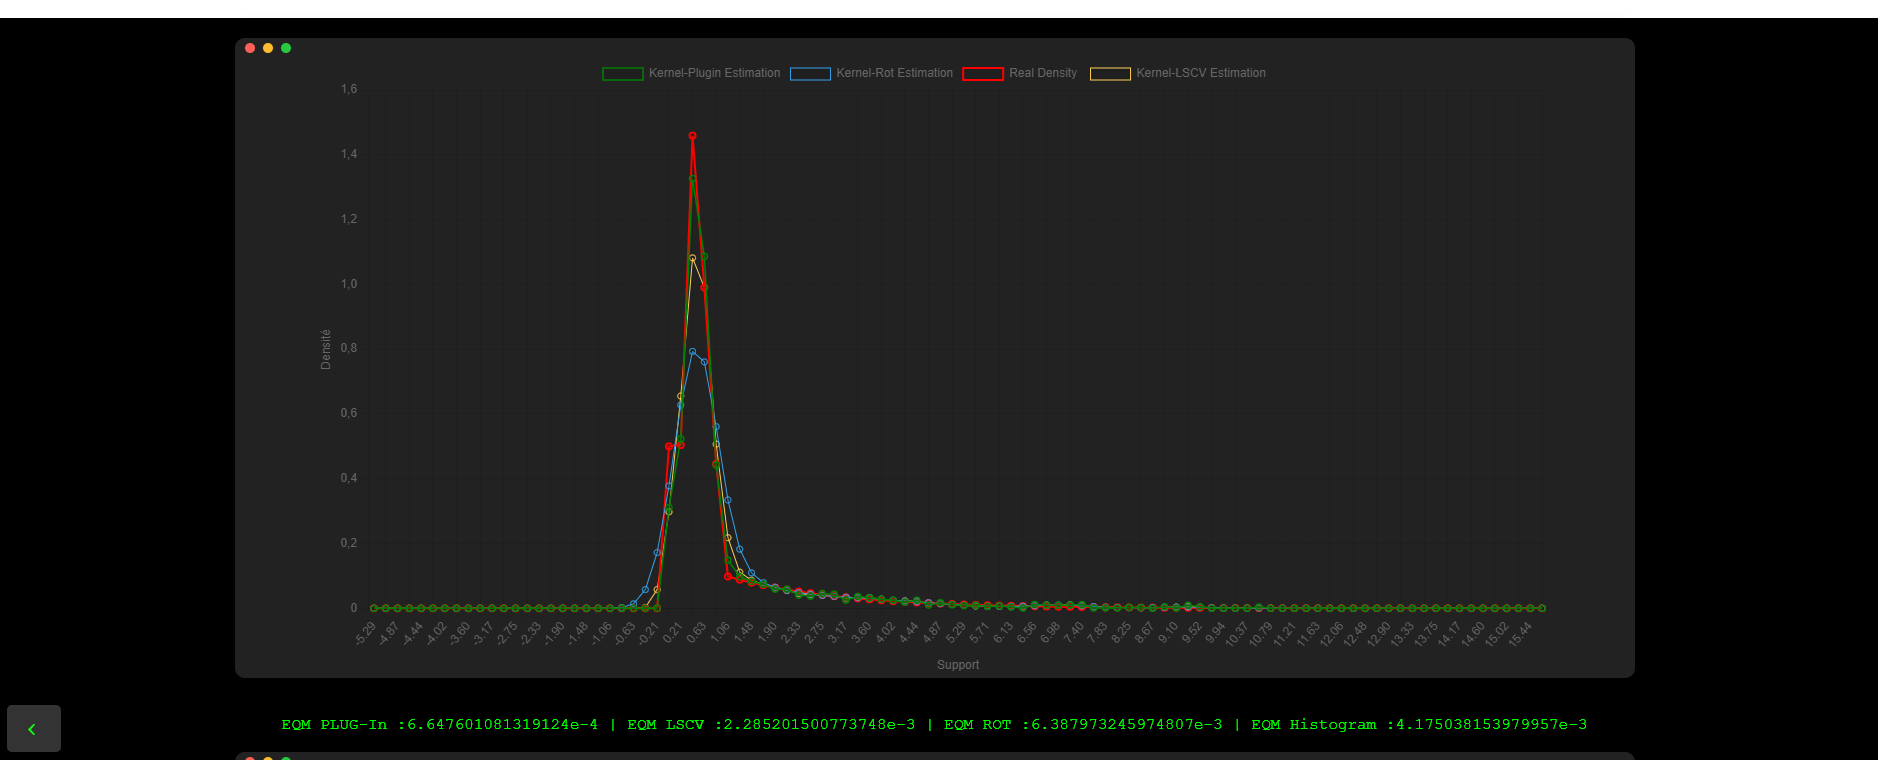 Kernel-Plugin Estimation Kernel-Rot Estimation Real Density Kernel-LSCV Estimation
1,6
1,4
1,2
1,0
0,8
0,6
0,4
0,2
0
Densité
-5.29 -4.87 -4.44 -4.02 -3.60 -3.17 -2.75 -2.33 -1.90 -1.48 -1.06 -0.63 -0.21 0.21 0.63 1.06 1.48 1.90 2.33 2.75 3.17 3.60 4.02 4.44 4.87 5.29 5.71 6.13 6.56 6.98 7.40 7.83 8.25 8.67 9.10 9.52 9.94 10.37 10.79 11.21 11.63 12.06 12.48 12.90 13.33 13.75 14.17 14.60 15.02 15.44
Support
EQM PLUG-In :6.647601081319124e-4 | EQM LSCV :2.285201500773748e-3 | EQM ROT :6.387973245974807e-3 | EQM Histogram :4.175038153979957e-3